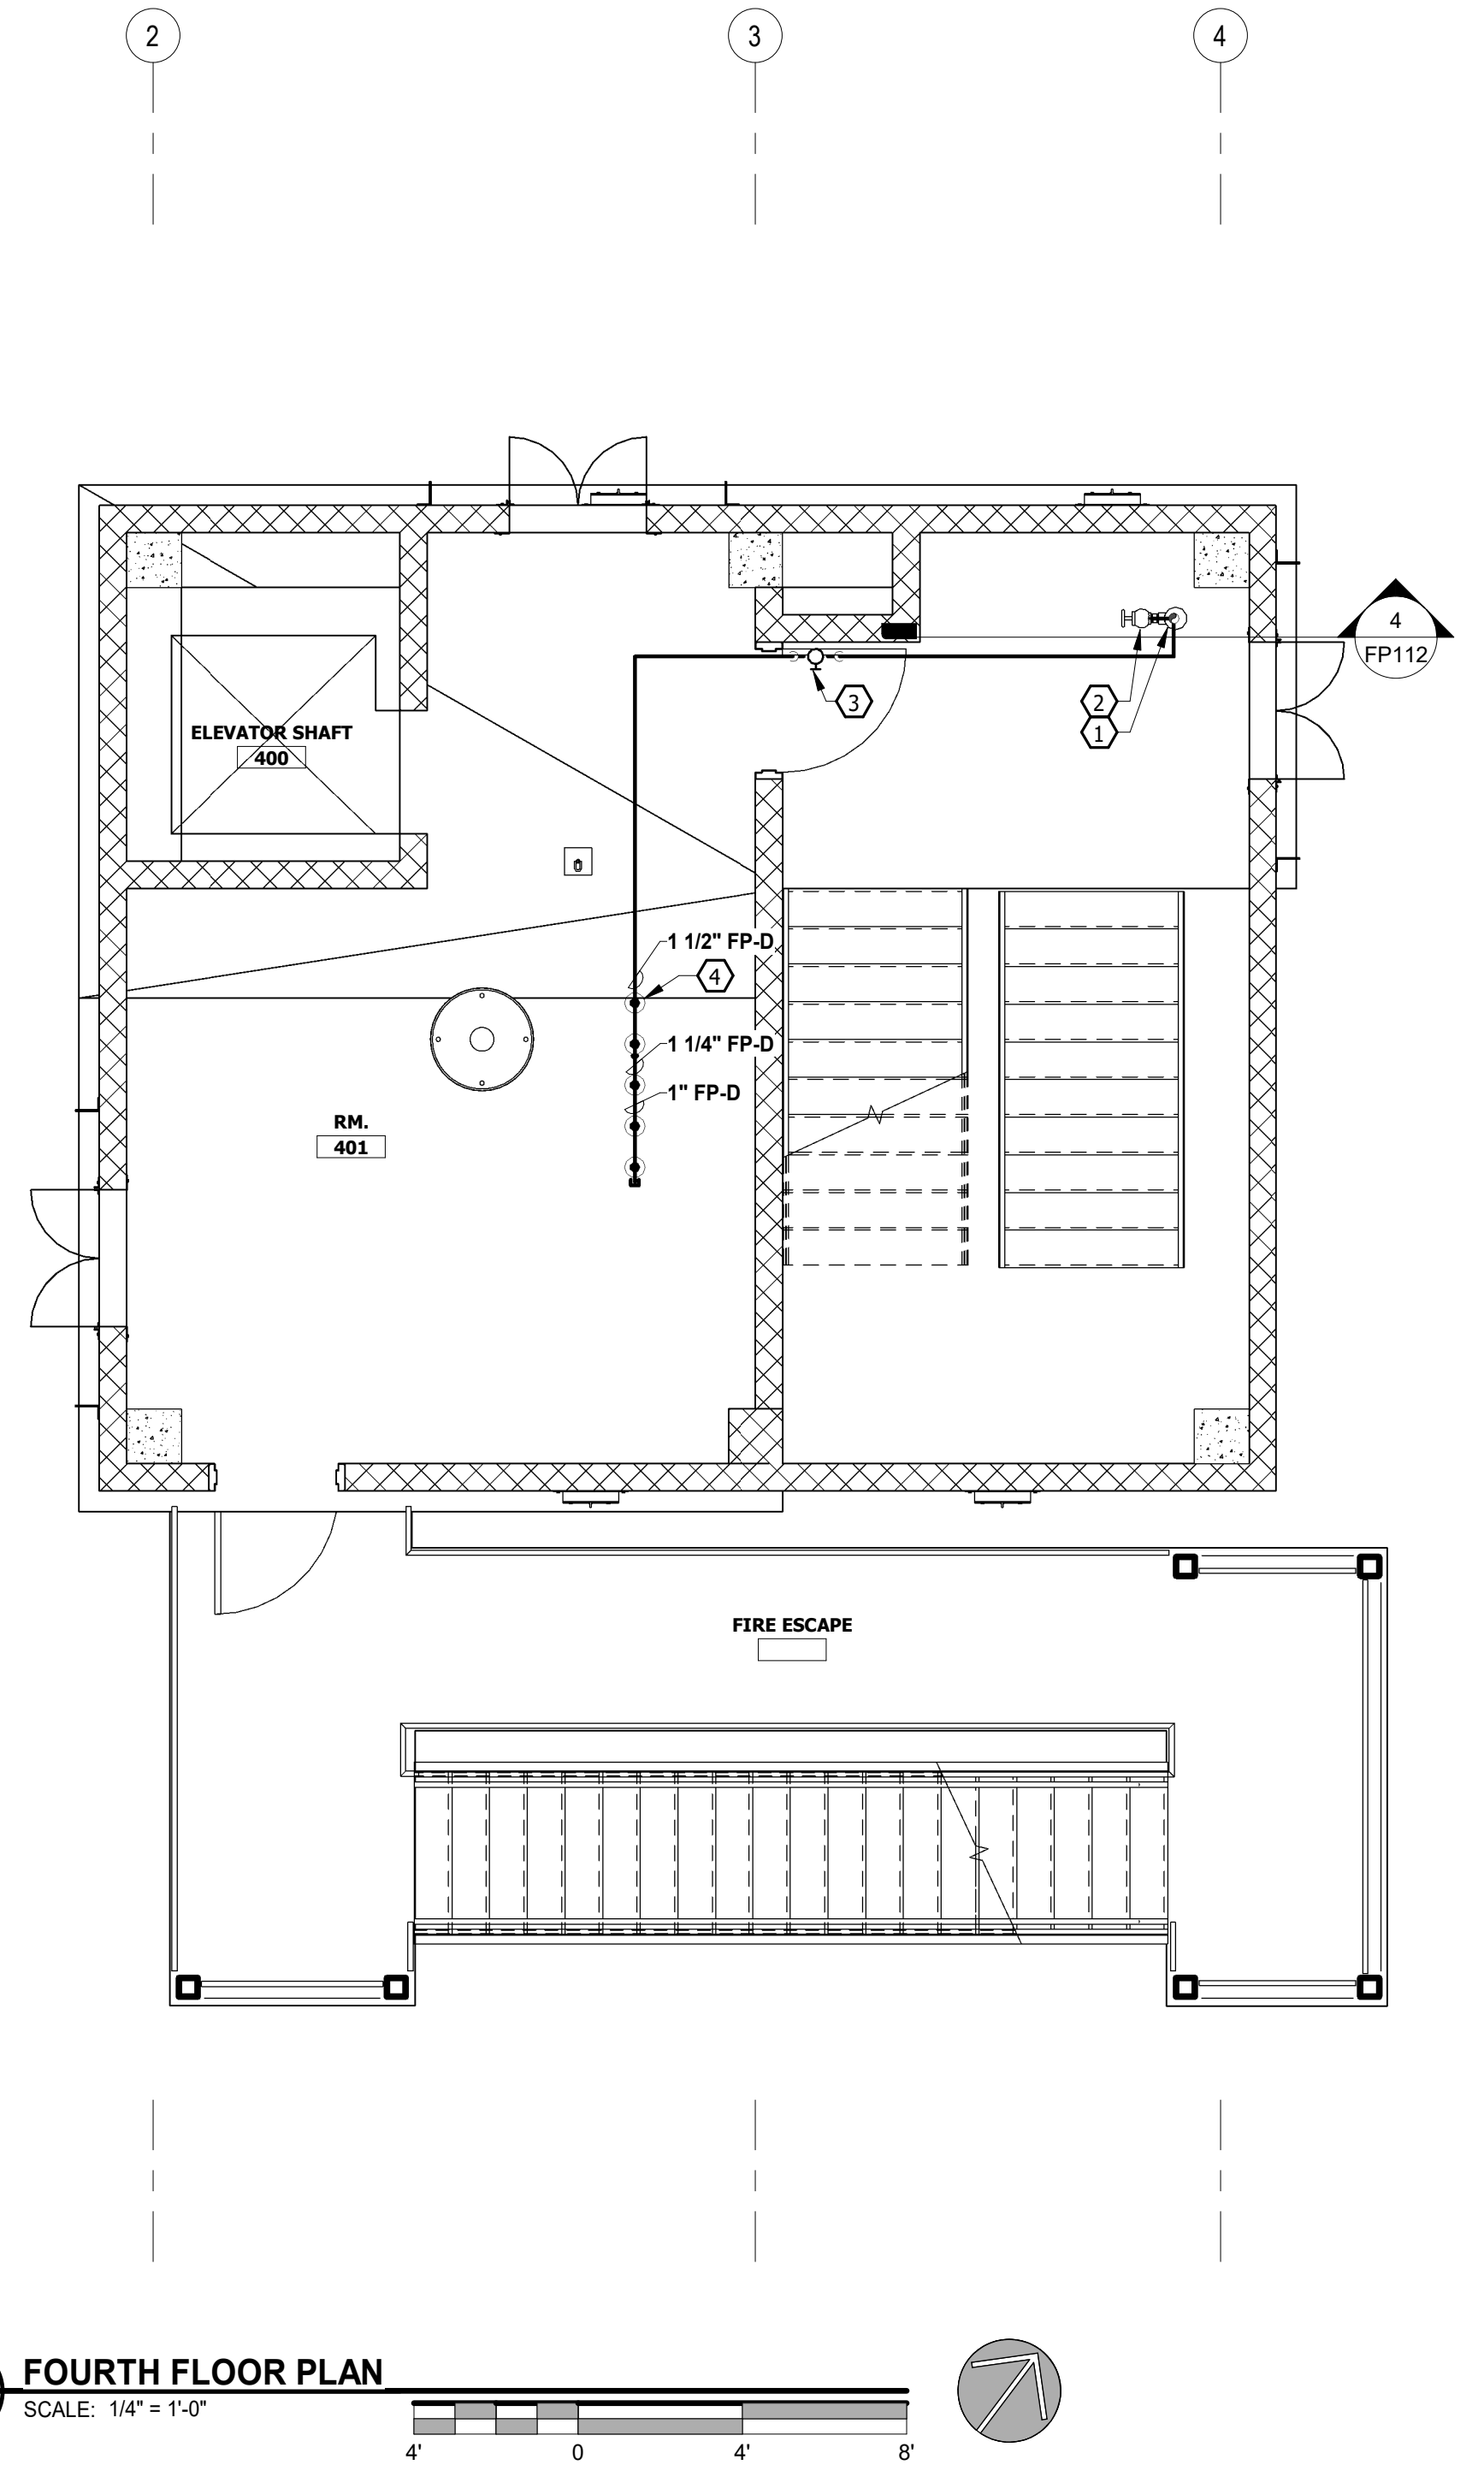 2
3
4
4
FP112
3
2
1
ELEVATOR SHAFT
400
1 1/2" FP-D
4
1 1/4" FP-D
1" FP-D
RM.
401
FIRE ESCAPE
FOURTH FLOOR PLAN
SCALE: 1/4" = 1'-0"
4' 0 4' 8'